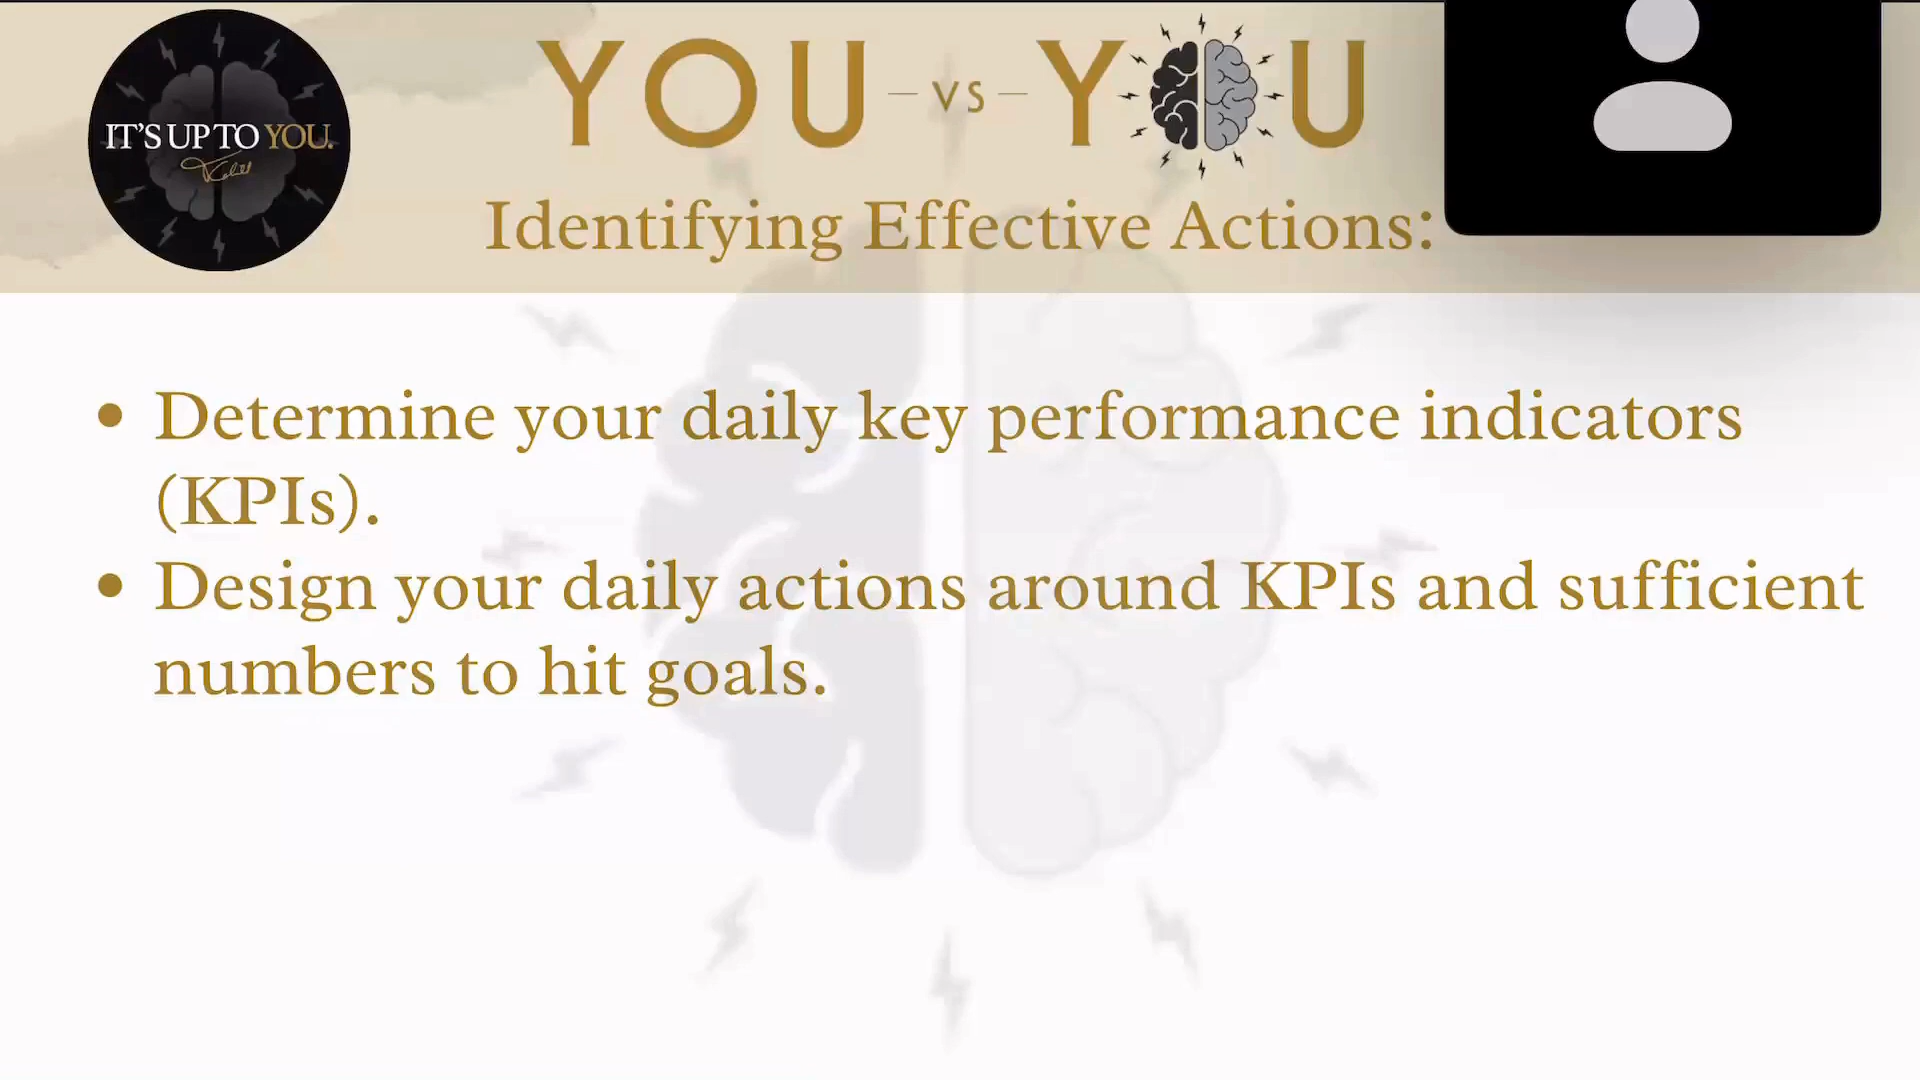 IT'S UP TO YOU.
YOU - VS - YOU
Identifying Effective Actions:
• Determine your daily key performance indicators
(KPIs).
• Design your daily actions around KPIs and sufficient
numbers to hit goals.